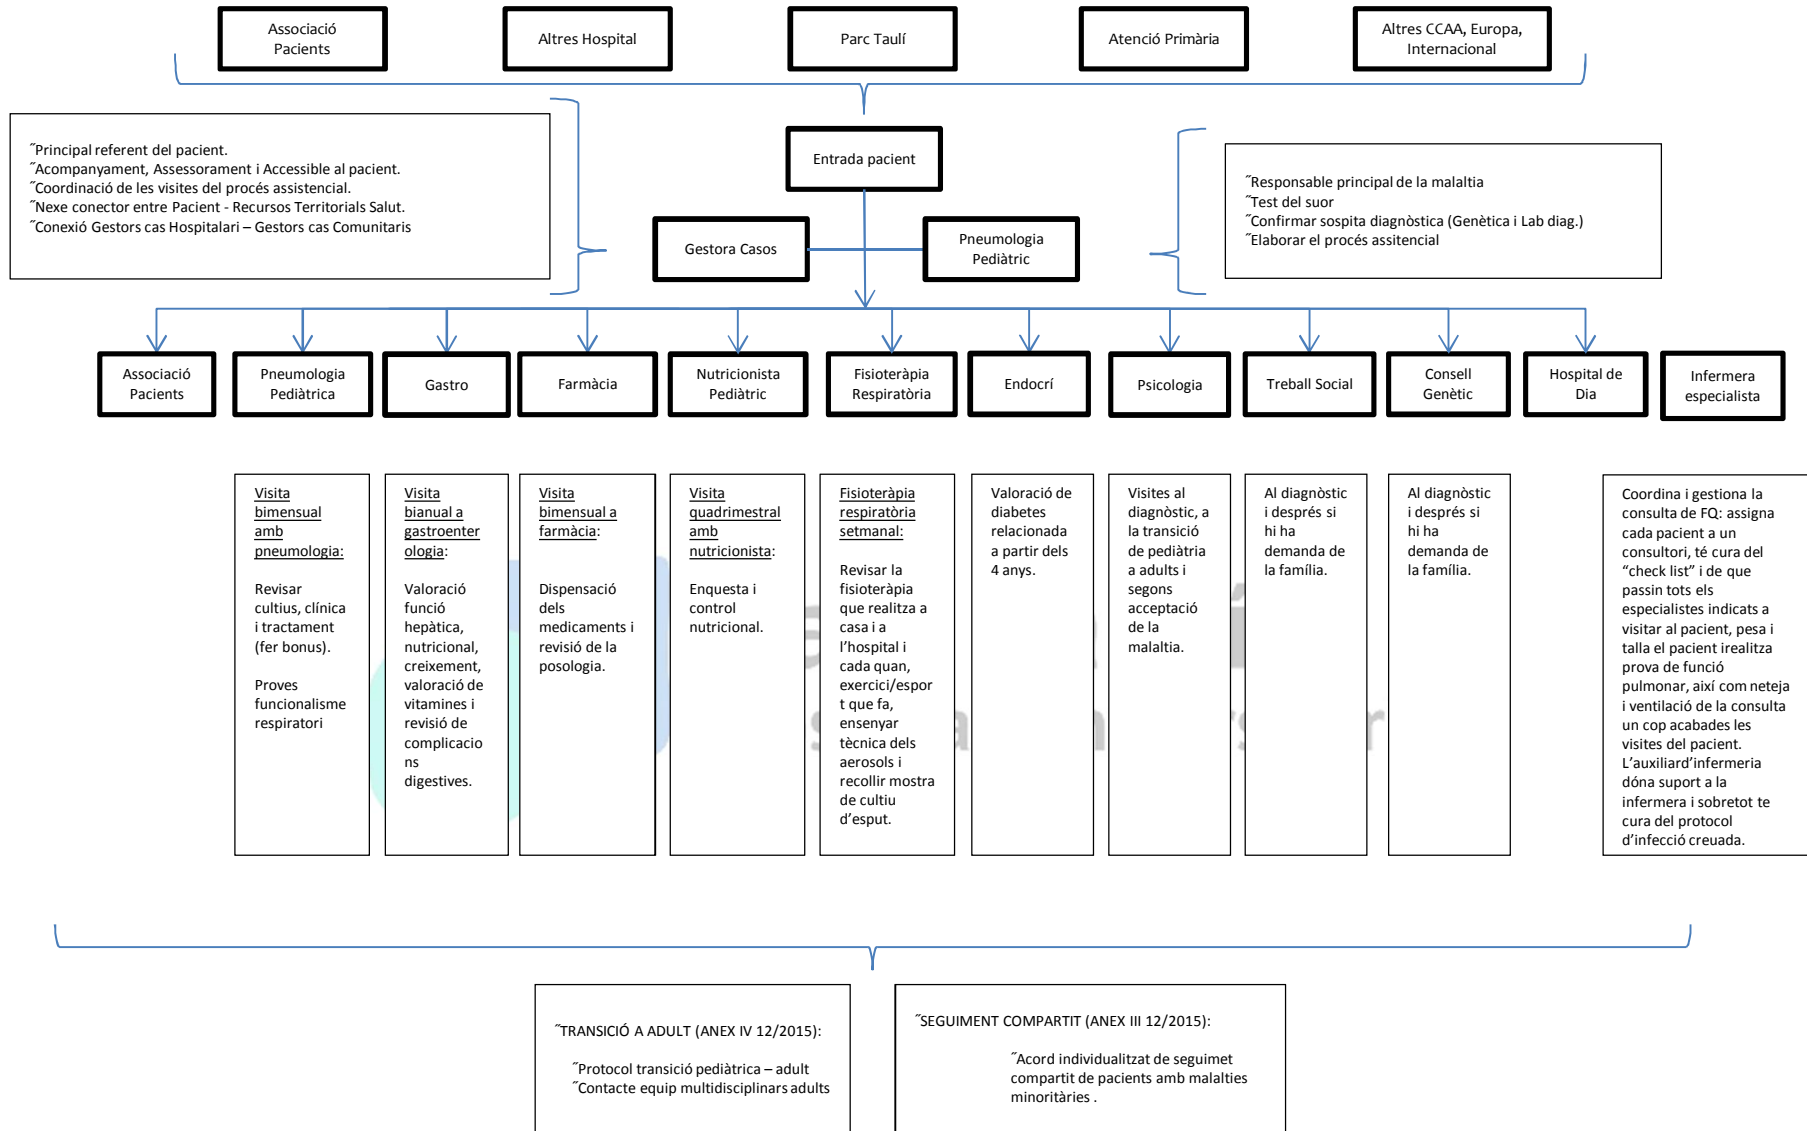 Associació
Pacients
Altres Hospital
Parc Taulí
Atenció Primària
Altres CCAA, Europa,
Internacional
˝Principal referent del pacient.
˝Acompanyament, Assessorament i Accessible al pacient.
˝Coordinació de les visites del procés assistencial.
˝Nexe conector entre Pacient - Recursos Territorials Salut.
˝Conexió Gestors cas Hospitalari – Gestors cas Comunitaris
Entrada pacient
˝Responsable principal de la malaltia
˝Test del suor
˝Confirmar sospita diagnòstica (Genètica i Lab diag.)
˝Elaborar el procés assitencial
Gestora Casos
Pneumologia
Pediàtric
Associació
Pacients
Pneumologia
Pediàtrica
Gastro
Farmàcia
Nutricionista
Pediàtric
Fisioteràpia
Respiratòria
Endocrí
Psicologia
Treball Social
Consell
Genètic
Hospital de
Dia
Infermera
especialista
Visita
bimensual
amb
pneumologia:
Revisar
cultius, clínica
i tractament
(fer bonus).
Proves
funcionalisme
respiratori
Visita
bianual a
gastroenter
ologia:
Valoració
funció
hepàtica,
nutricional,
creixement,
valoració de
vitamines i
revisió de
complicacio
ns
digestives.
Visita
bimensual a
farmàcia:
Dispensació
dels
medicaments i
revisió de la
posologia.
Visita
quadrimestral
amb
nutricionista:
Enquesta i
control
nutricional.
Fisioteràpia
respiratòria
setmanal:
Revisar la
fisioteràpia
que realitza a
casa i a
l’hospital i
cada quan,
exercici/espor
t que fa,
ensenyar
tècnica dels
aerosols i
recollir mostra
de cultiu
d’esput.
Valoració de
diabetes
relacionada
a partir dels
4 anys.
Visites al
diagnòstic, a
la transició
de pediàtria
a adults i
segons
acceptació
de la
malaltia.
Al diagnòstic
i després si
hi ha
demanda de
la família.
Al diagnòstic
i després si
hi ha
demanda de
la família.
Coordina i gestiona la
consulta de FQ: assigna
cada pacient a un
consultori, té cura del
“check list” i de que
passin tots els
especialistes indicats a
visitar al pacient, pesa i
talla el pacient irealitza
prova de funció
pulmonar, així com neteja
i ventilació de la consulta
un cop acabades les
visites del pacient.
L’auxiliard’infermeria
dóna suport a la
infermera i sobretot te
cura del protocol
d’infecció creuada.
˝TRANSICIÓ A ADULT (ANEX IV 12/2015):
˝Protocol transició pediàtrica – adult
˝Contacte equip multidisciplinars adults
˝SEGUIMENT COMPARTIT (ANEX III 12/2015):
˝Acord individualitzat de seguimet
compartit de pacients amb malalties
minoritàries .